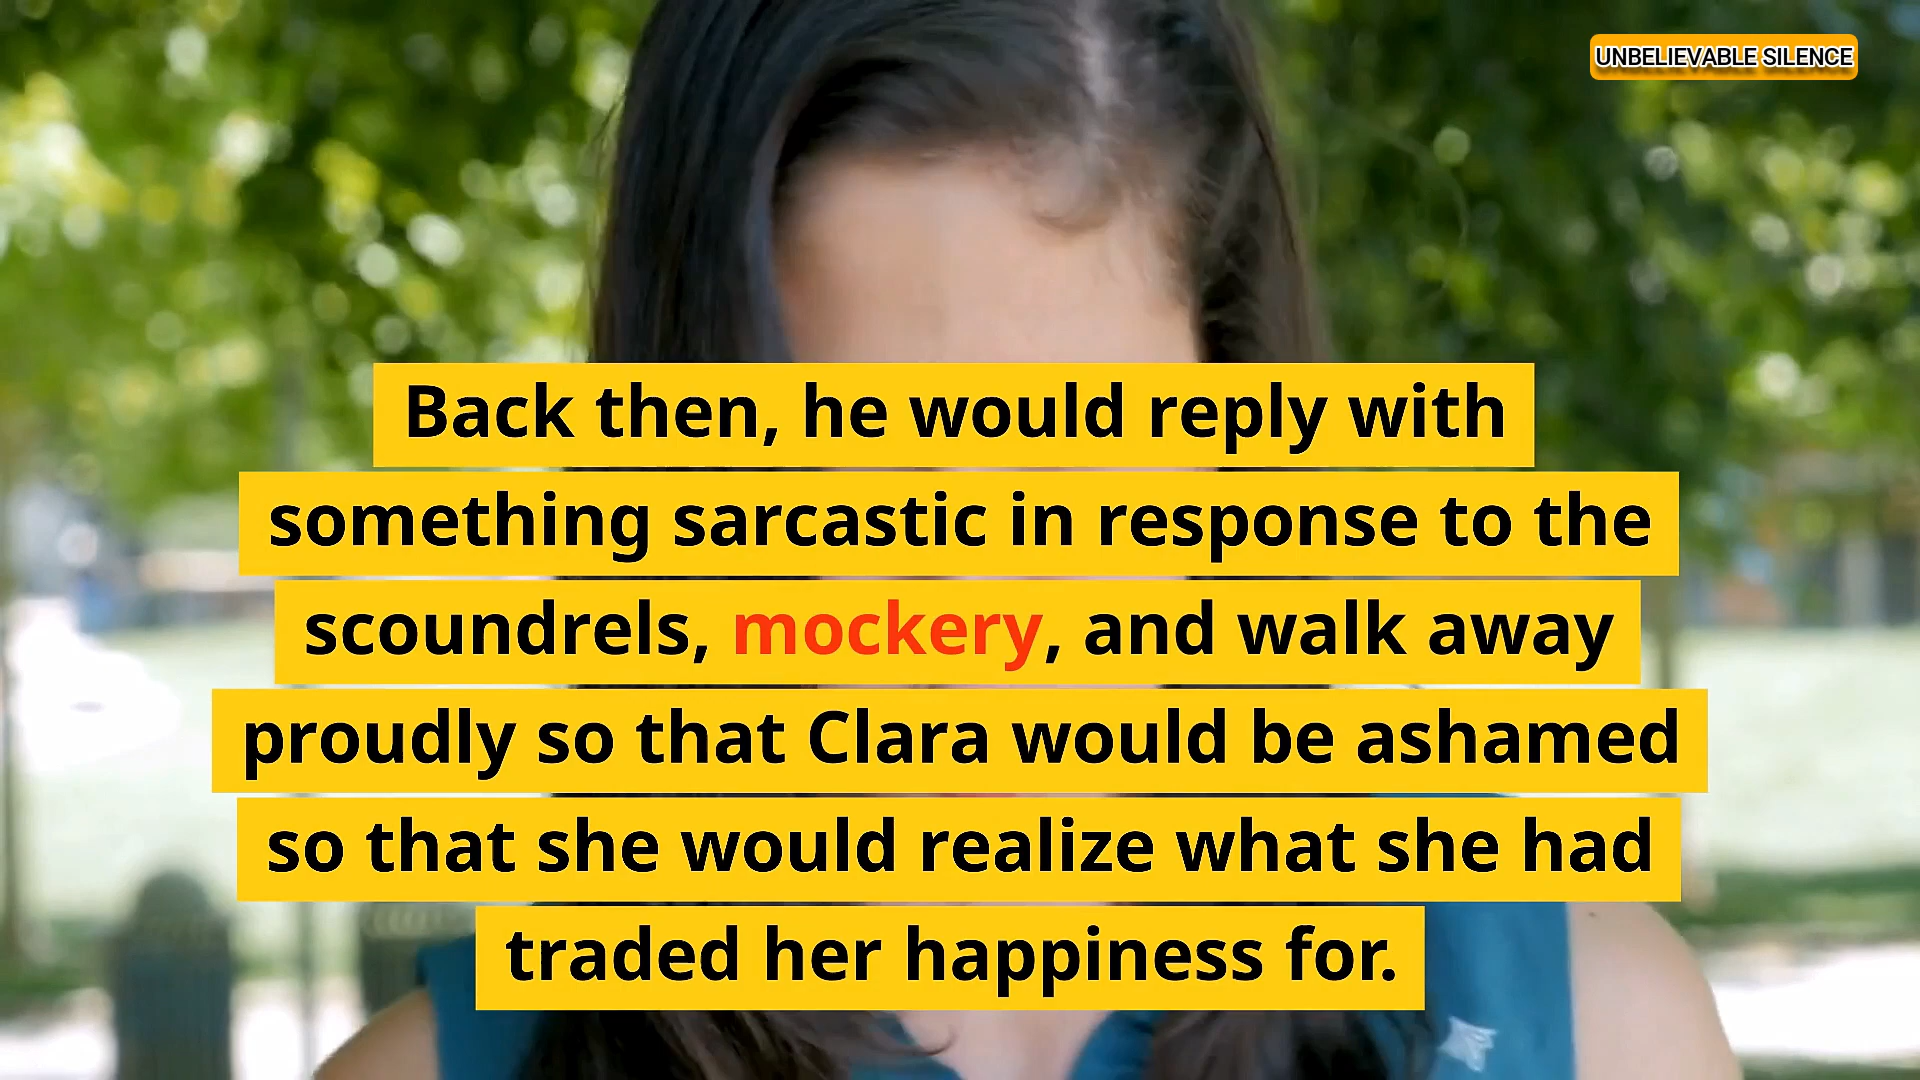 UNBELIEVABLE SILENCE
Back then, he would reply with
something sarcastic in response to the
scoundrels, mockery, and walk away
proudly so that Clara would be ashamed
so that she would realize what she had
traded her happiness for.